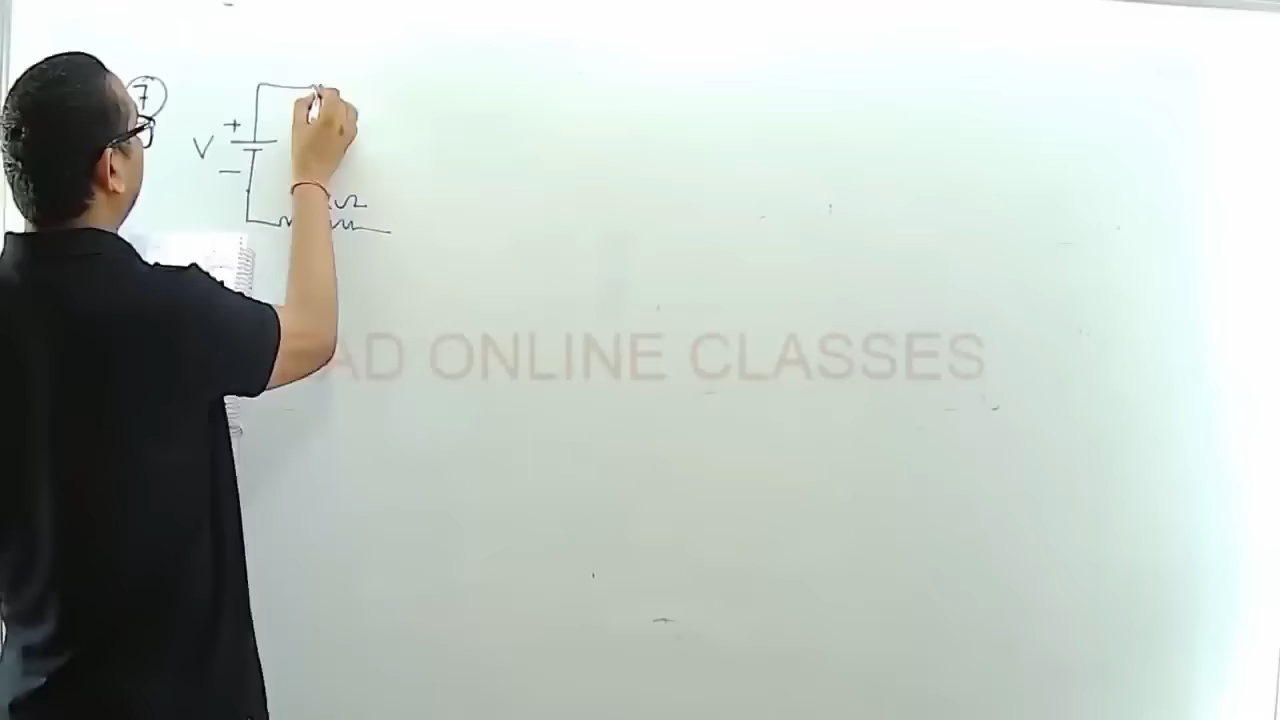 7
+
V
−
Ω
AD ONLINE CLASSES